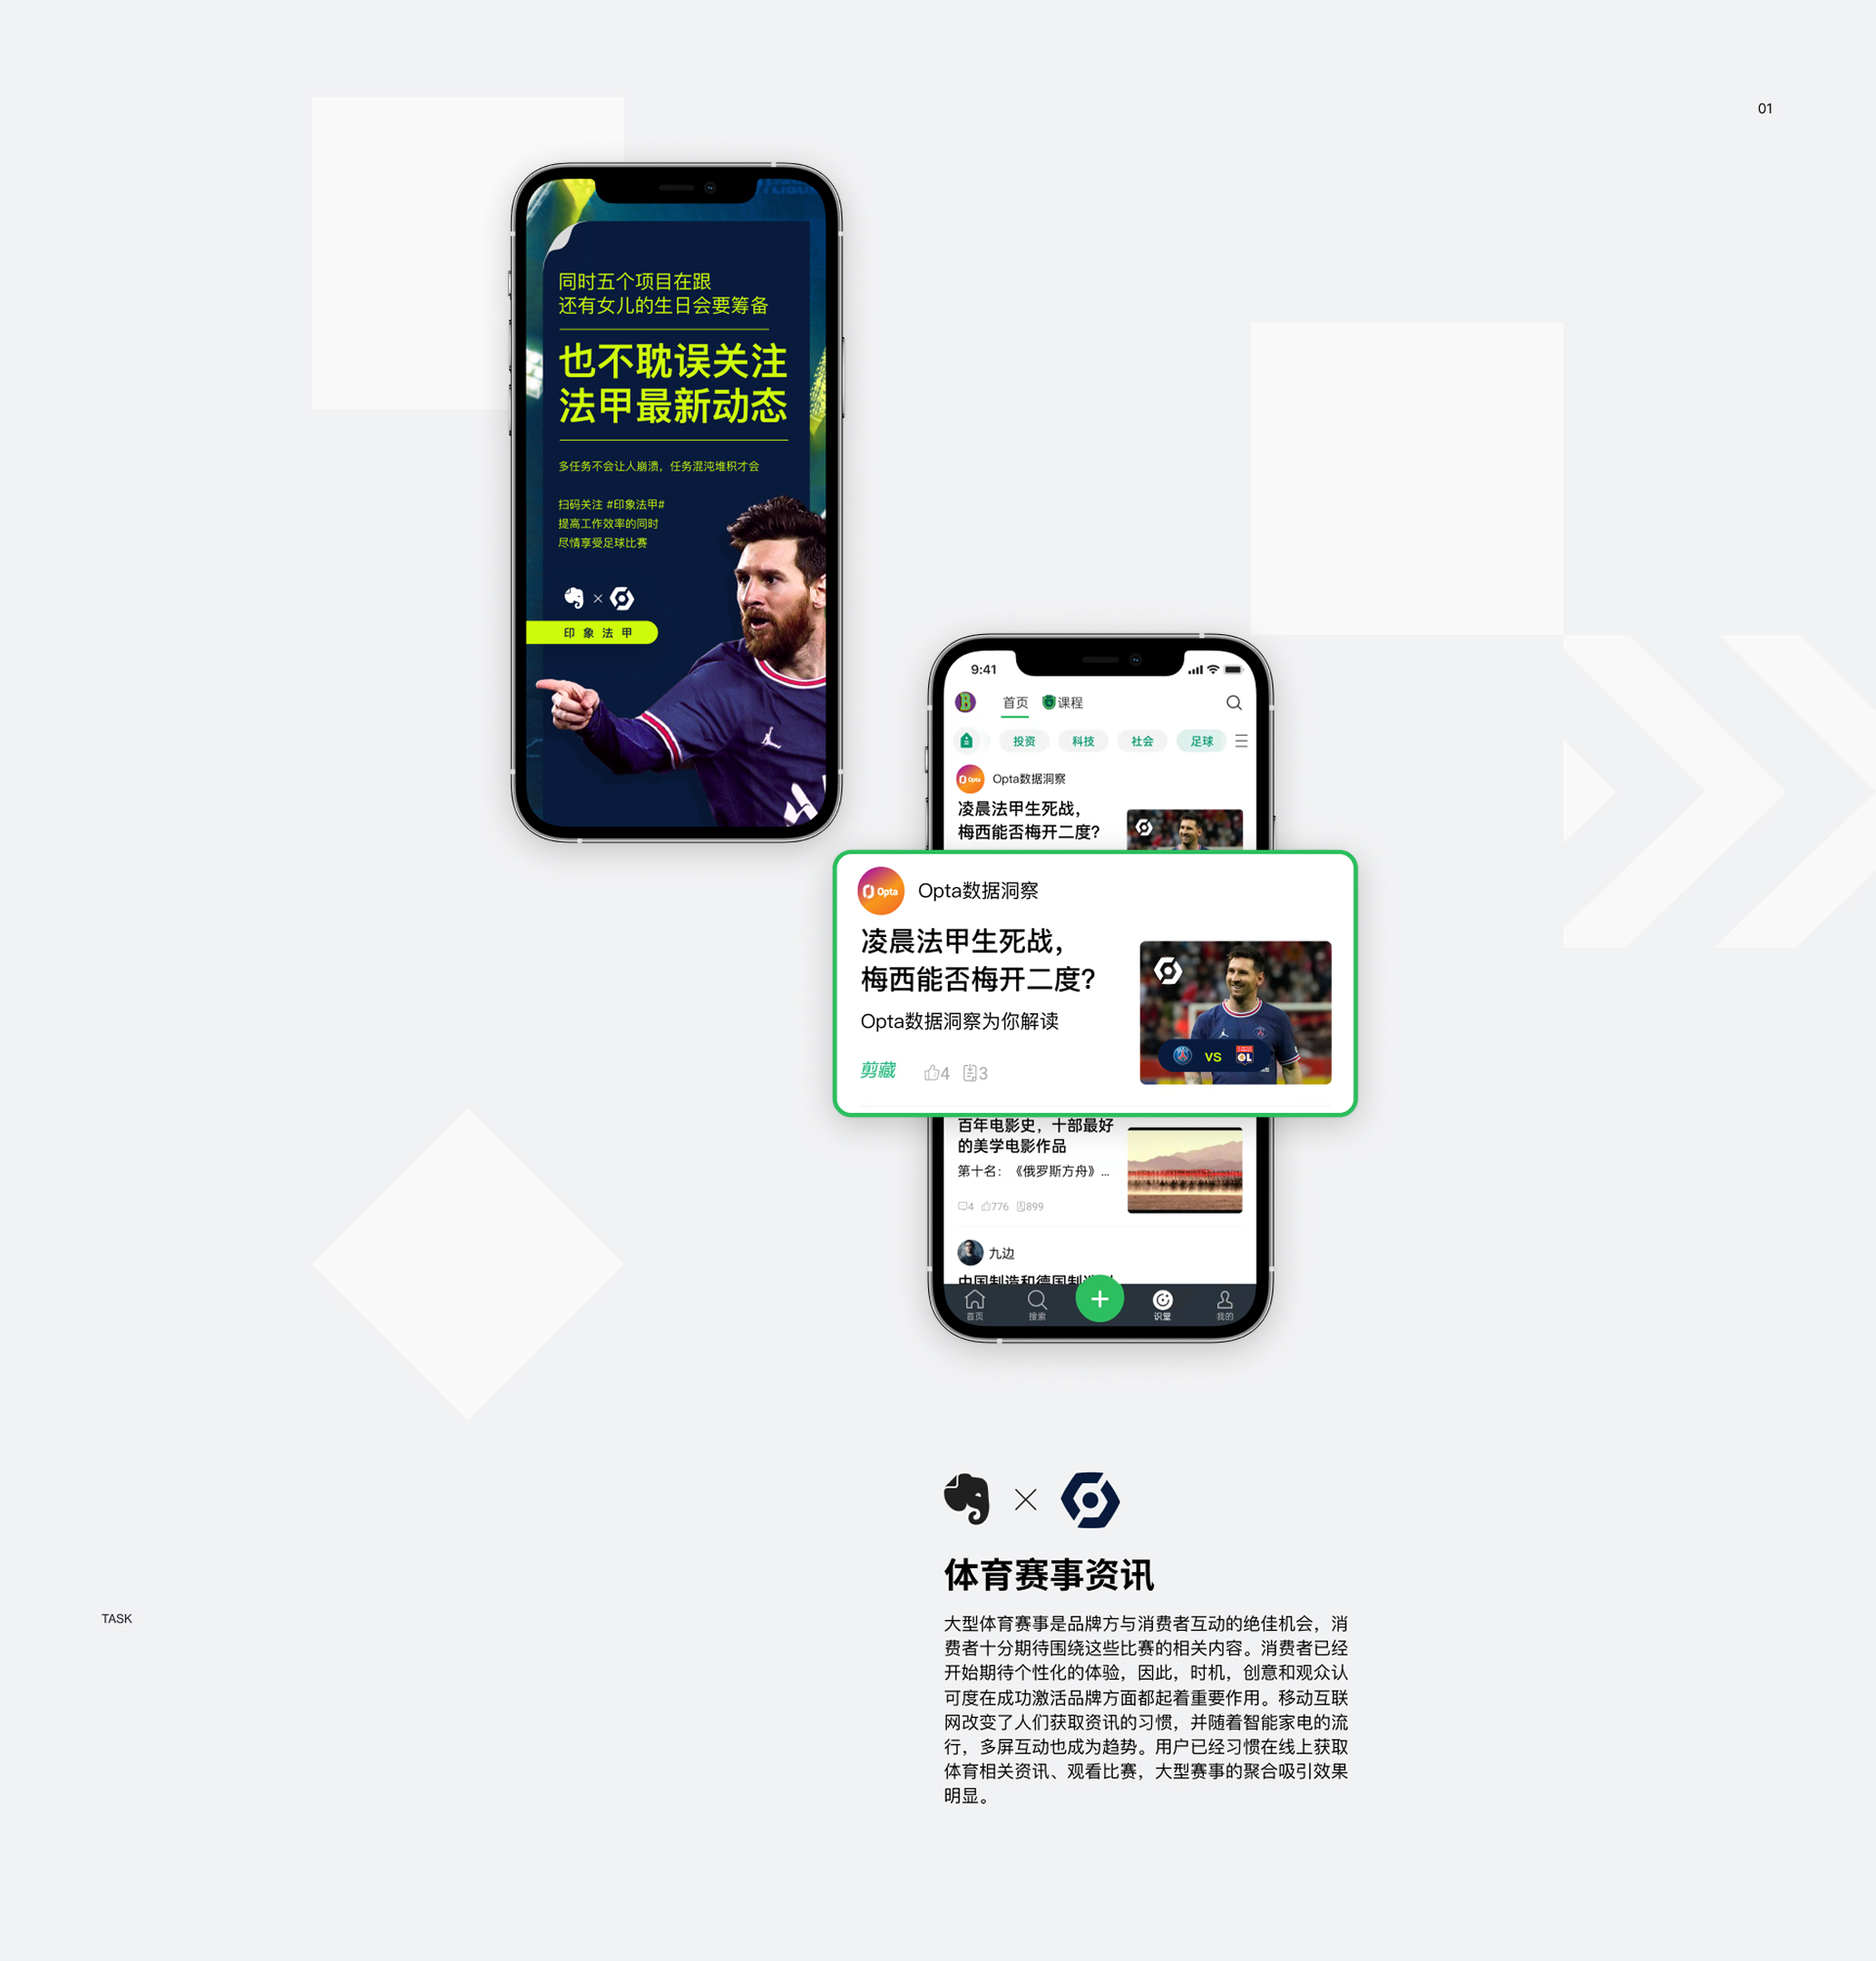 01
同时五个项目在跟
还有女儿的生日会要筹备
也不耽误关注
法甲最新动态
多任务不会让人崩溃，任务混沌堆积才会
扫码关注 #印象法甲#
提高工作效率的同时
尽情享受足球比赛
印象法甲
9:41
首页 课程
投资 科技 社会 足球
Opta Opta数据洞察
凌晨法甲生死战，
梅西能否梅开二度？
Opta Opta数据洞察
凌晨法甲生死战，
梅西能否梅开二度？
Opta数据洞察为你解读
剪藏 4 3
VS OL
百年电影史，十部最好
的美学电影作品
第十名：《俄罗斯方舟》...
4 776 899
九边
中国制造和德国制造
首页 搜索 + 识堂 我的
体育赛事资讯
TASK
大型体育赛事是品牌方与消费者互动的绝佳机会，消
费者十分期待围绕这些比赛的相关内容。消费者已经
开始期待个性化的体验，因此，时机，创意和观众认
可度在成功激活品牌方面都起着重要作用。移动互联
网改变了人们获取资讯的习惯，并随着智能家电的流
行，多屏互动也成为趋势。用户已经习惯在线上获取
体育相关资讯、观看比赛，大型赛事的聚合吸引效果
明显。